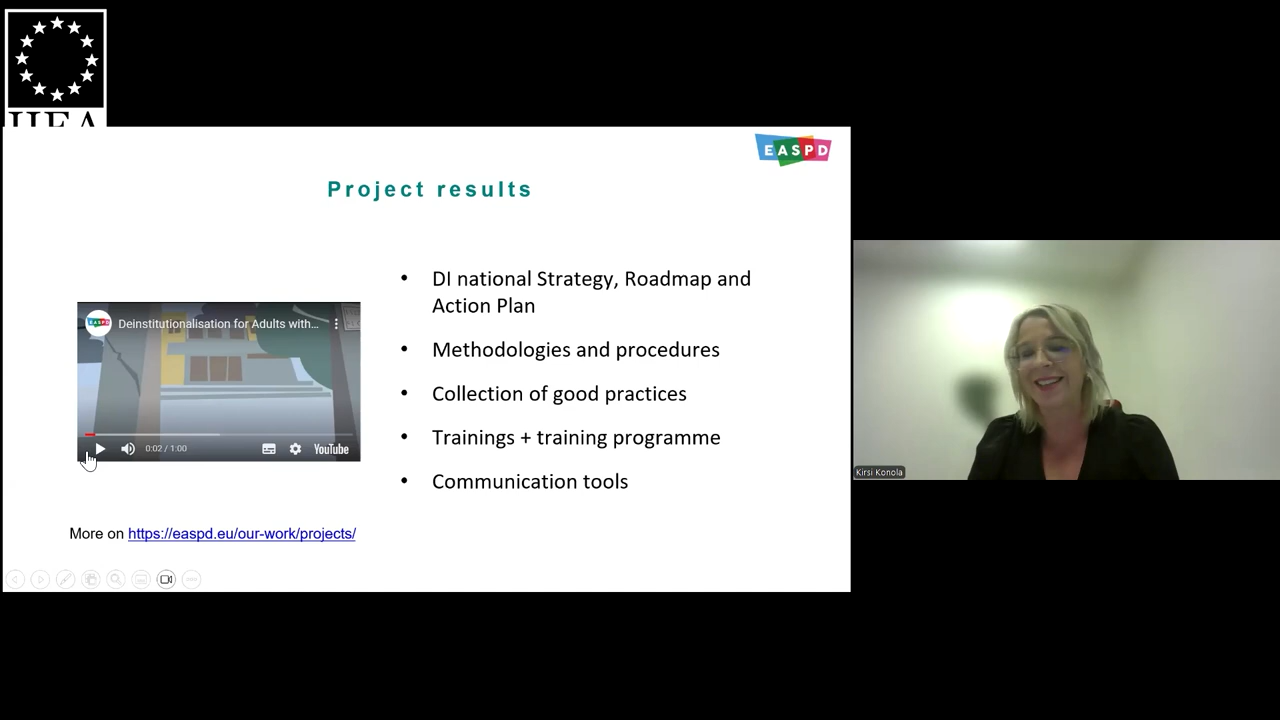 EASPD
Project results
• DI national Strategy, Roadmap and
Action Plan
• Methodologies and procedures
• Collection of good practices
• Trainings + training programme
• Communication tools
EASPD
Deinstitutionalisation for Adults with...
0:02 / 1:00
YouTube
More on https://easpd.eu/our-work/projects/
Kirsi Konola